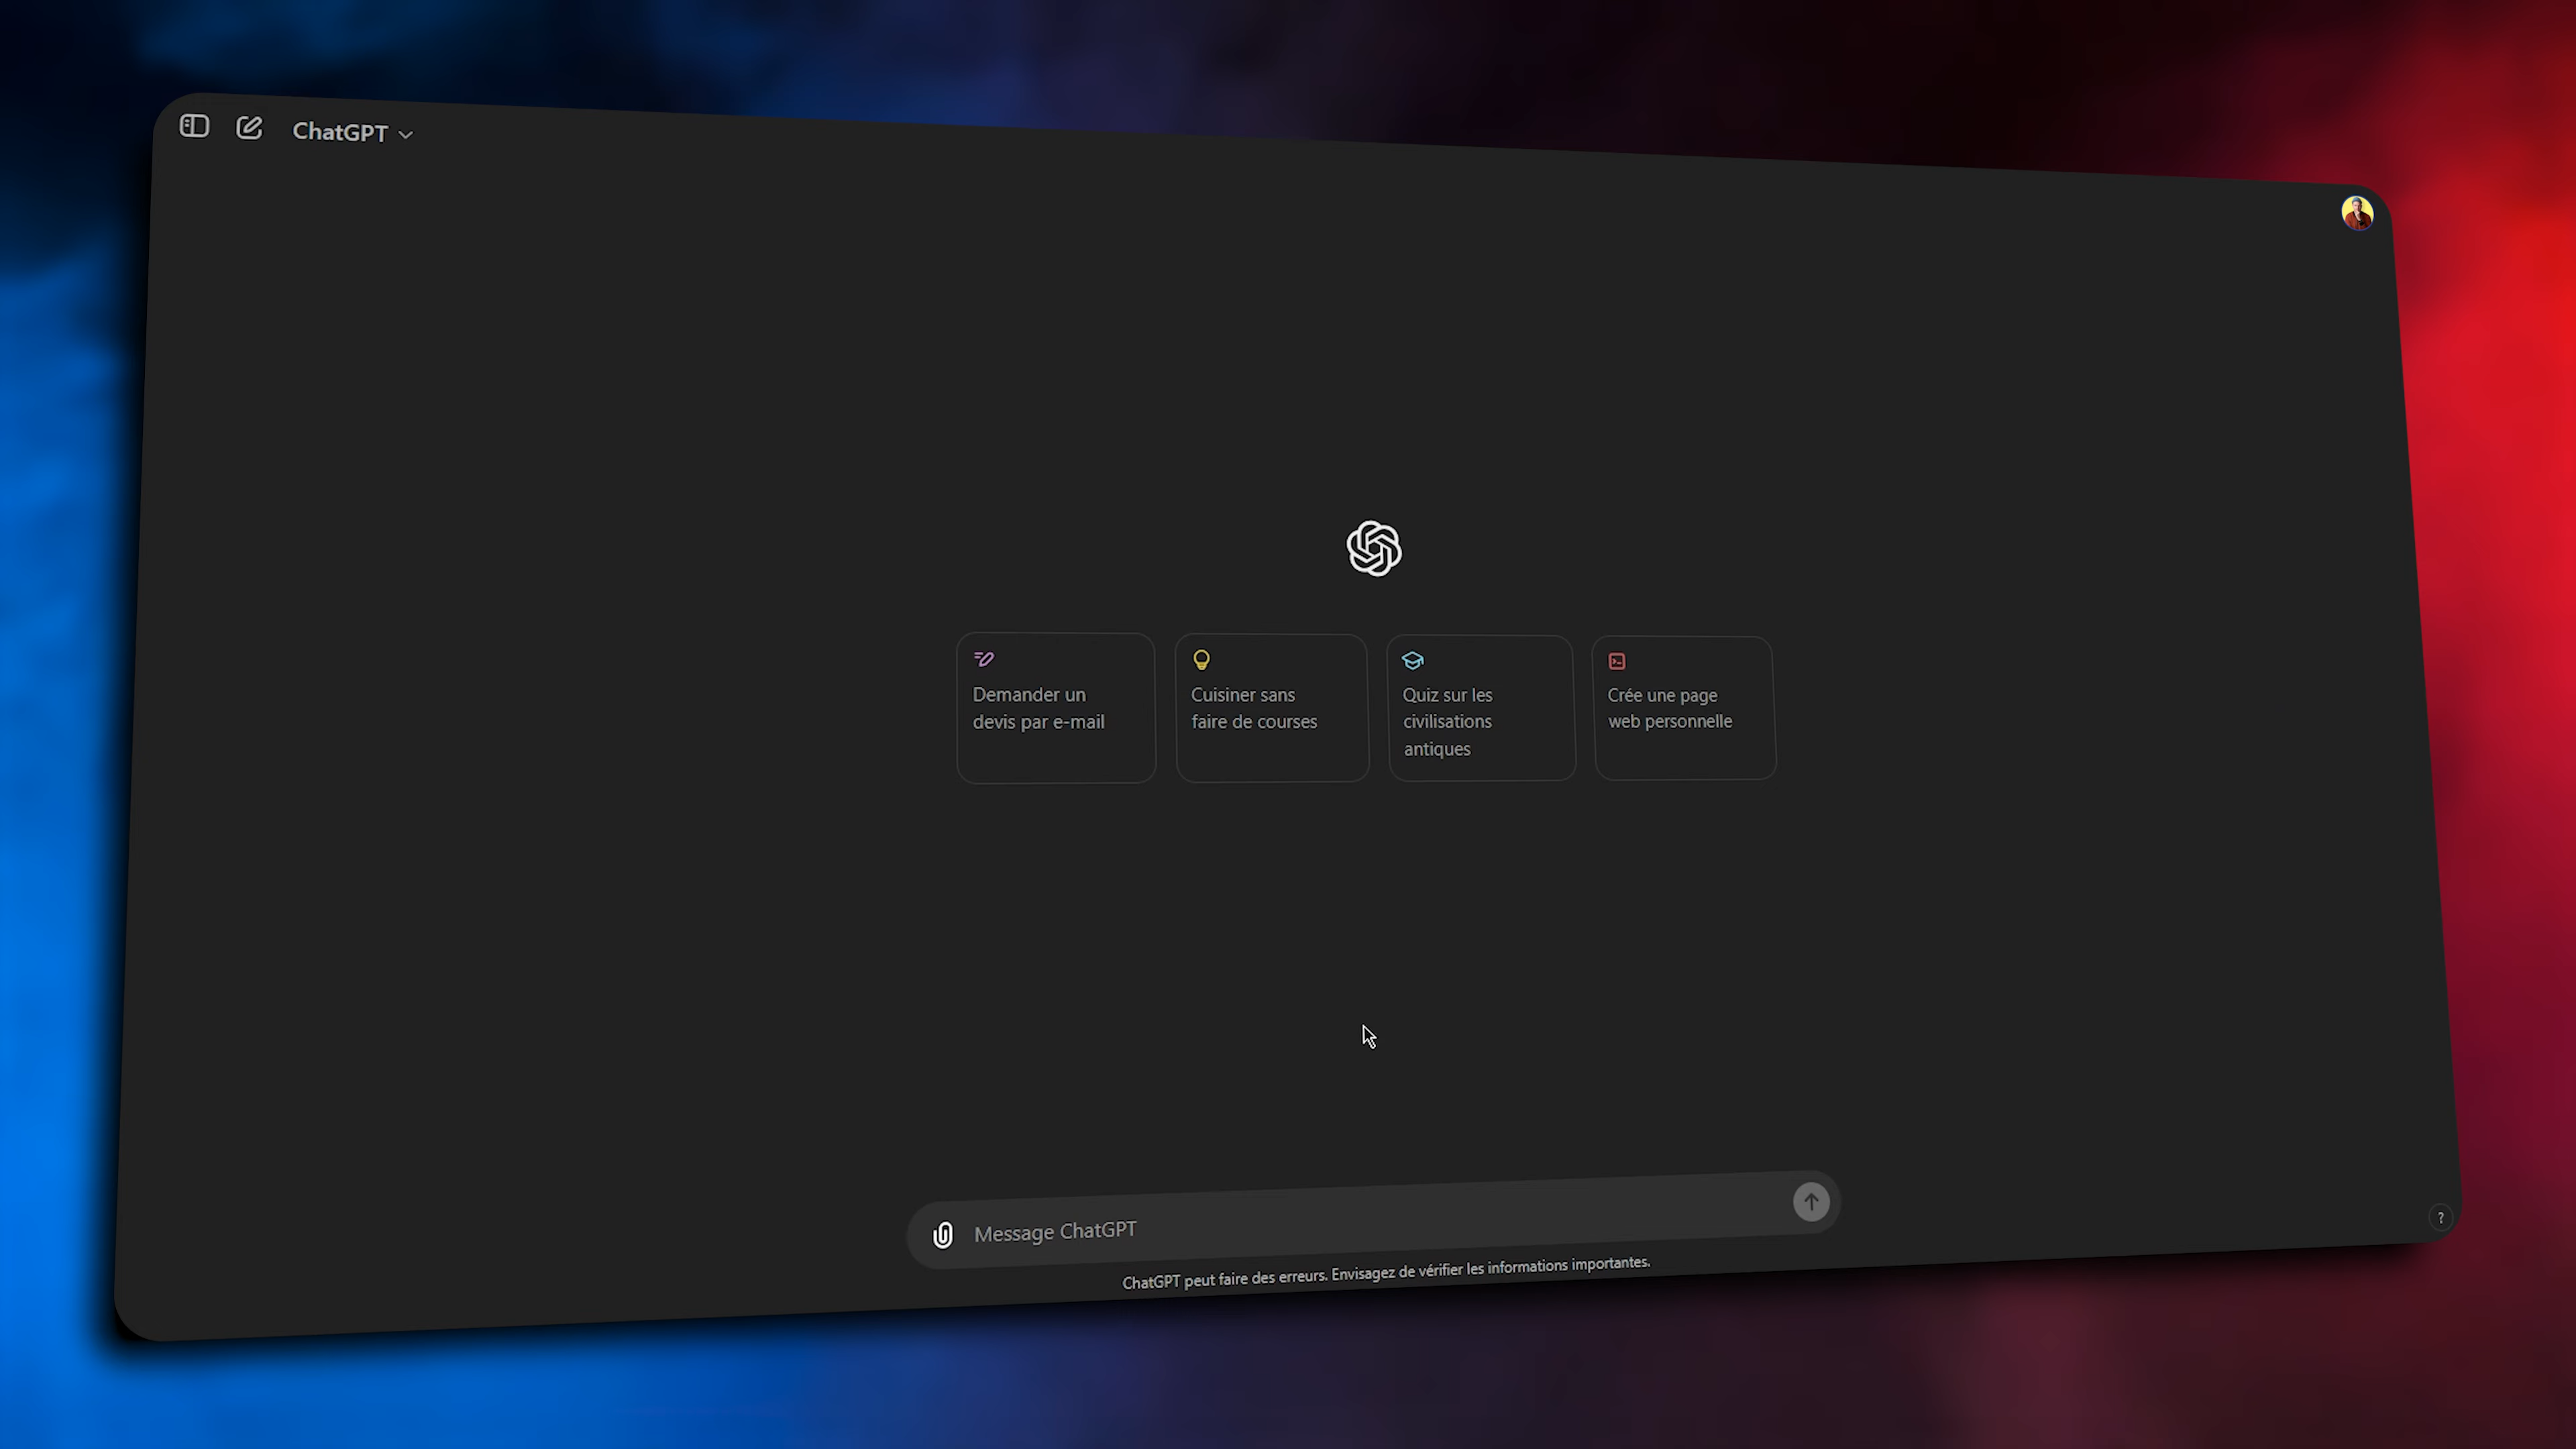 ChatGPT
Demander un
devis par e-mail
Cuisiner sans
faire de courses
Quiz sur les
civilisations
antiques
Crée une page
web personnelle
Message ChatGPT
?
ChatGPT peut faire des erreurs. Envisagez de vérifier les informations importantes.